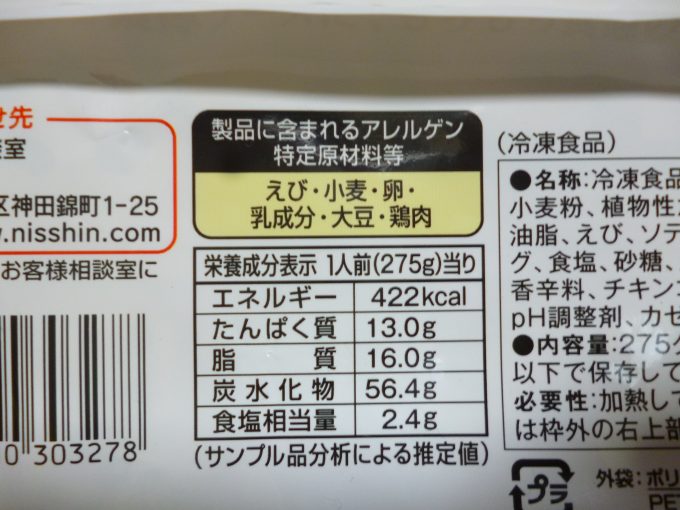 せ先
室
区神田錦町1-25
w.nisshin.com
お客様相談室に
0 303278
製品に含まれるアレルゲン
特定原材料等
えび・小麦・卵・
乳成分・大豆・鶏肉
栄養成分表示 1人前(275g)当り
エネルギー 422kcal
たんぱく質 13.0g
脂質 16.0g
炭水化物 56.4g
食塩相当量 2.4g
(サンプル品分析による推定値)
(冷凍食品)
●名称:冷凍食品
小麦粉、植物性
油脂、えび、ソテ
グ、食塩、砂糖、
香辛料、チキン
pH調整剤、カゼ
●内容量:275グ
以下で保存して
必要性:加熱して
は枠外の右上部
プラ
外袋:ポリ
PE